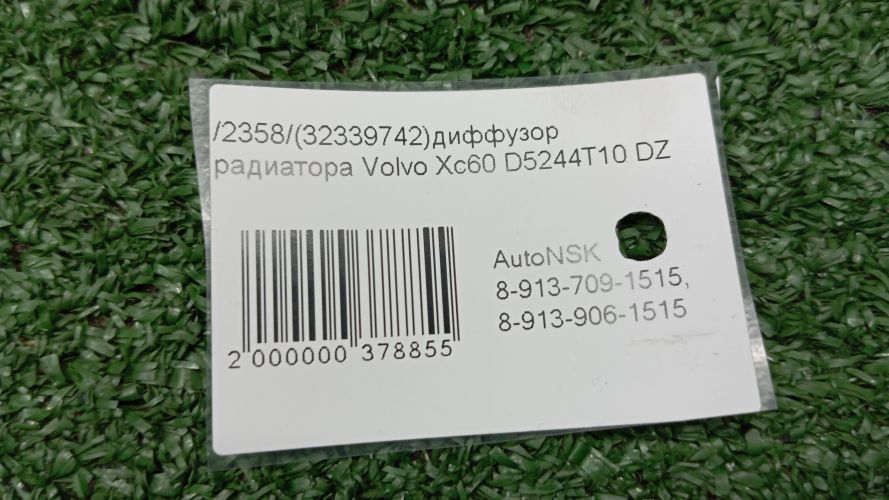 /2358/(32339742)диффузор
радиатора Volvo Xc60 D5244T10 DZ
AutoNSK
8-913-709-1515,
8-913-906-1515
2 000000 378855